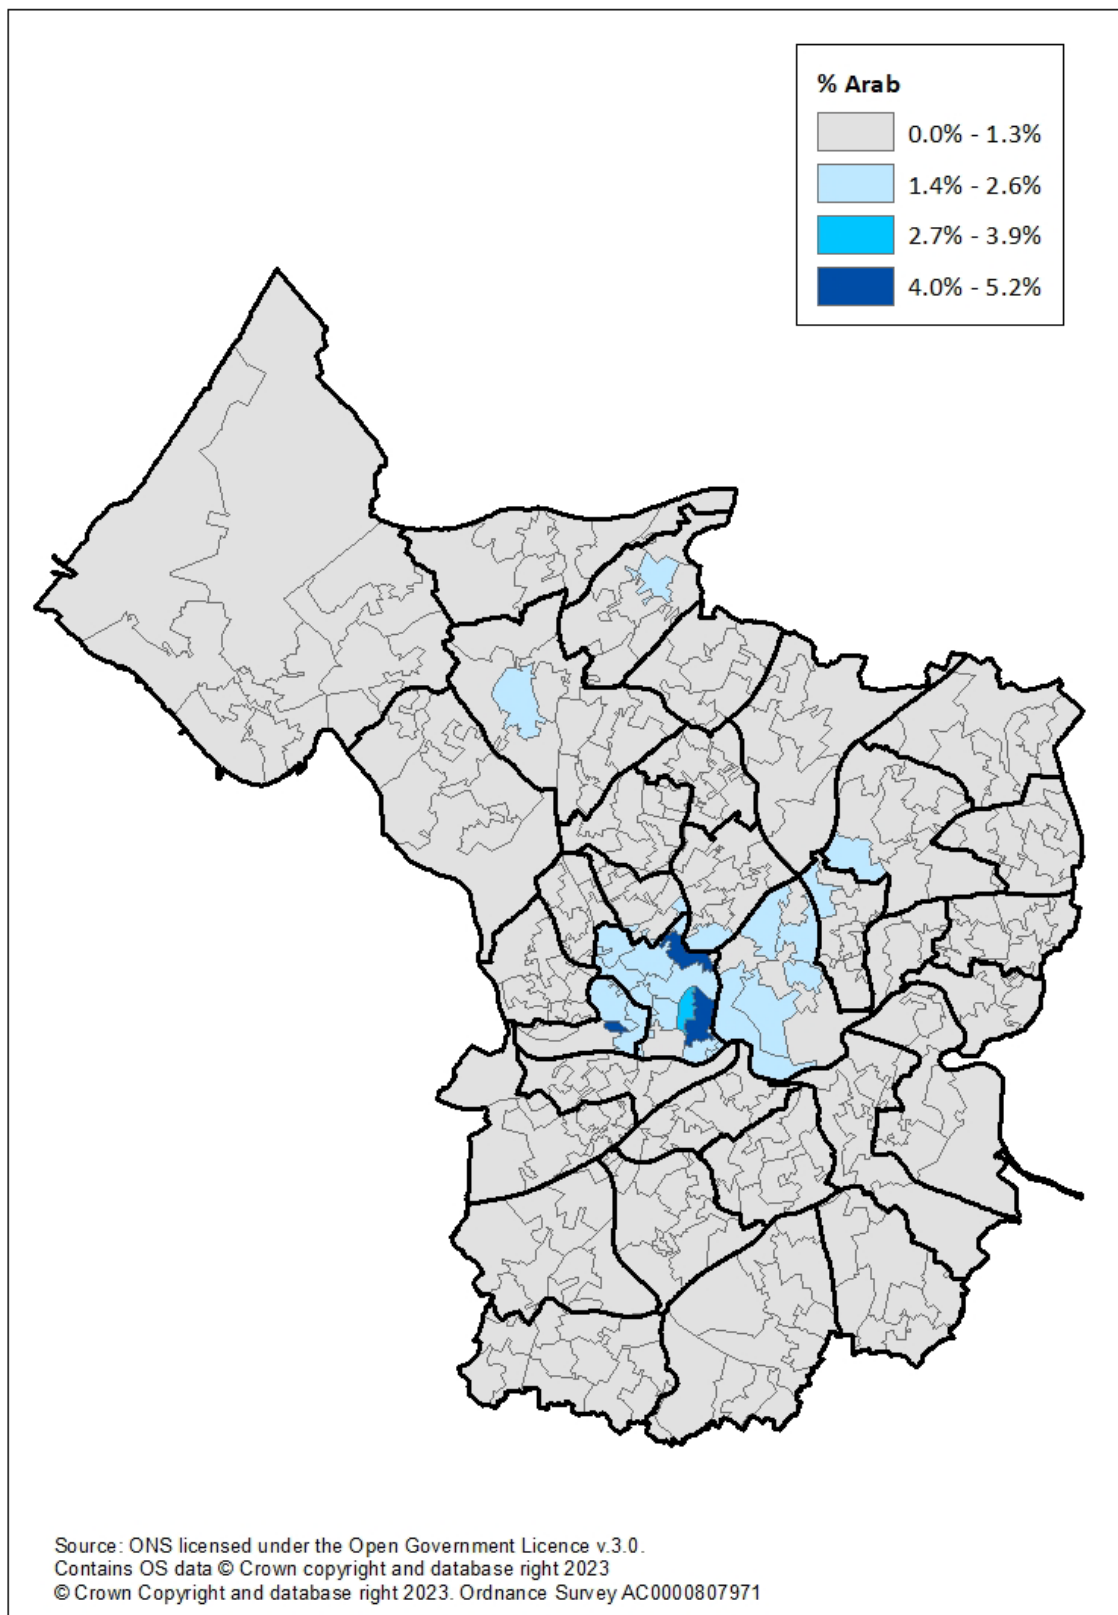 % Arab
0.0% - 1.3%
1.4% - 2.6%
2.7% - 3.9%
4.0% - 5.2%
Source: ONS licensed under the Open Government Licence v.3.0.
Contains OS data © Crown copyright and database right 2023
© Crown Copyright and database right 2023. Ordnance Survey AC0000807971